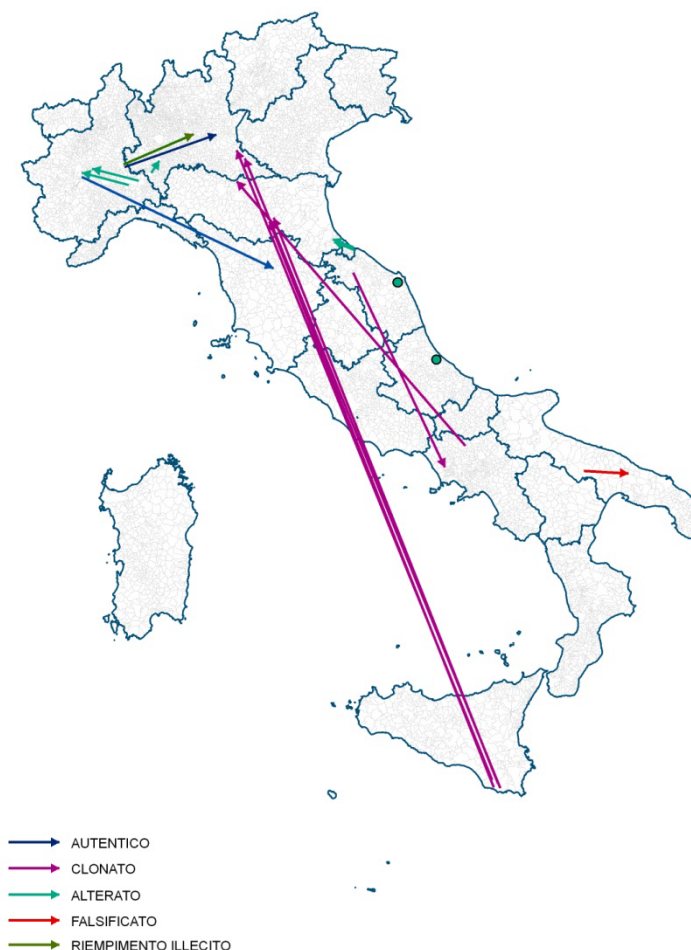 AUTENTICO
CLONATO
ALTERATO
FALSIFICATO
RIEMPIMENTO ILLECITO